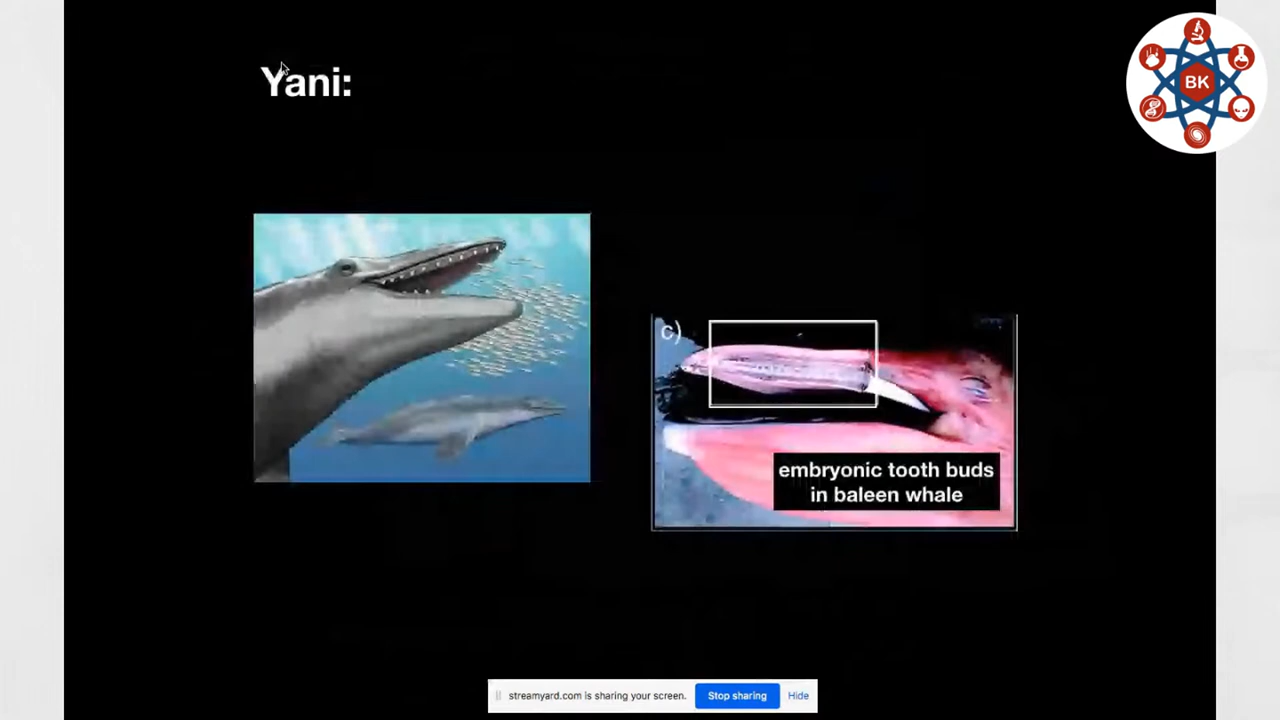 Yani:
BK
c)
embryonic tooth buds
in baleen whale
streamyard.com is sharing your screen.
Stop sharing
Hide